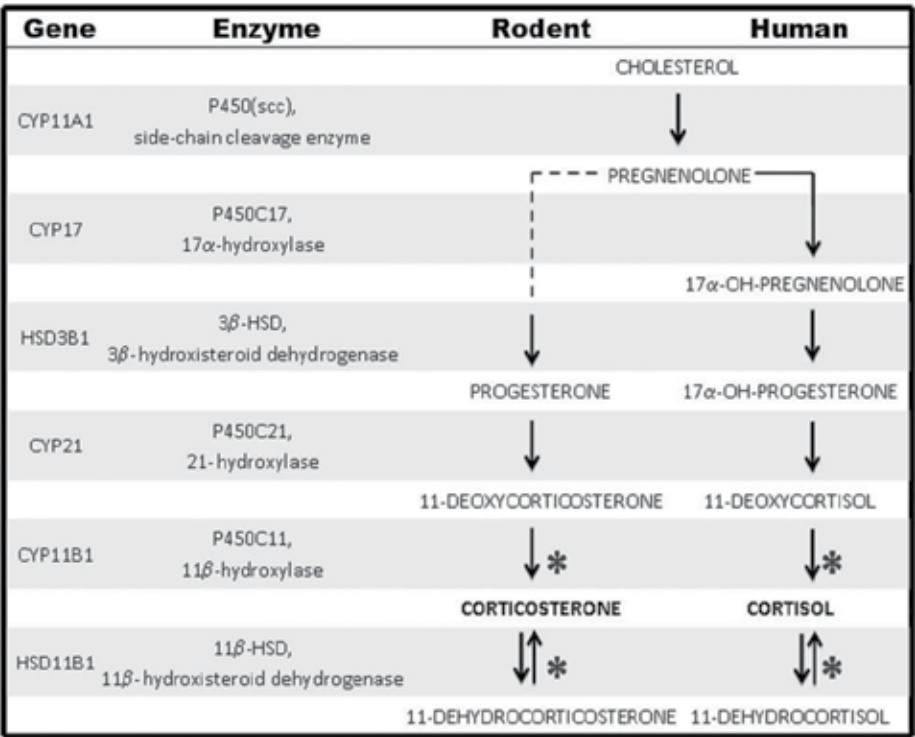 Gene Enzyme Rodent Human
CHOLESTEROL
CYP11A1
P450(scc),
side-chain cleavage enzyme
PREGNENOLONE
CYP17
P450C17,
17α-hydroxylase
17α-OH-PREGNENOLONE
HSD3B1
3β-HSD,
3β-hydroxisteroid dehydrogenase
PROGESTERONE 17α-OH-PROGESTERONE
CYP21
P450C21,
21-hydroxylase
11-DEOXYCORTICOSTERONE 11-DEOXYCORTISOL
CYP11B1
P450C11,
11β-hydroxylase
* *
CORTICOSTERONE CORTISOL
HSD11B1
11β-HSD,
11β-hydroxisteroid dehydrogenase
* *
11-DEHYDROCORTICOSTERONE 11-DEHYDROCORTISOL